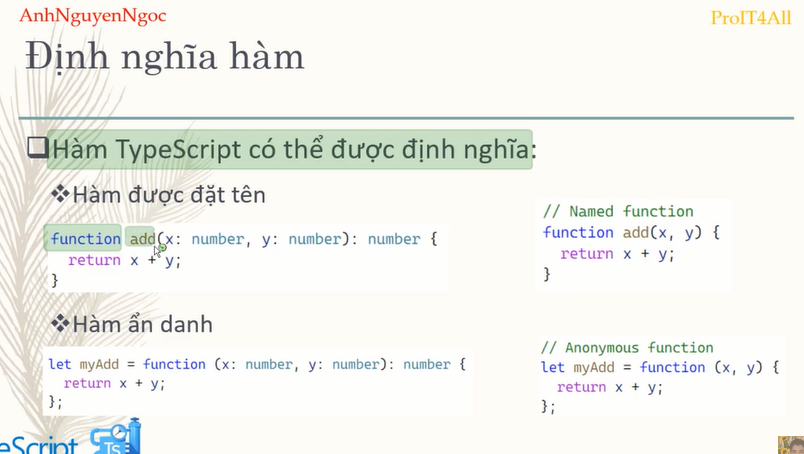 AnhNguyenNgoc
ProIT4All
Định nghĩa hàm
Hàm TypeScript có thể được định nghĩa:
Hàm được đặt tên
function add(x: number, y: number): number {
  return x + y;
}
// Named function
function add(x, y) {
  return x + y;
}
Hàm ẩn danh
let myAdd = function (x: number, y: number): number {
  return x + y;
};
// Anonymous function
let myAdd = function (x, y) {
  return x + y;
};
eScript
TS